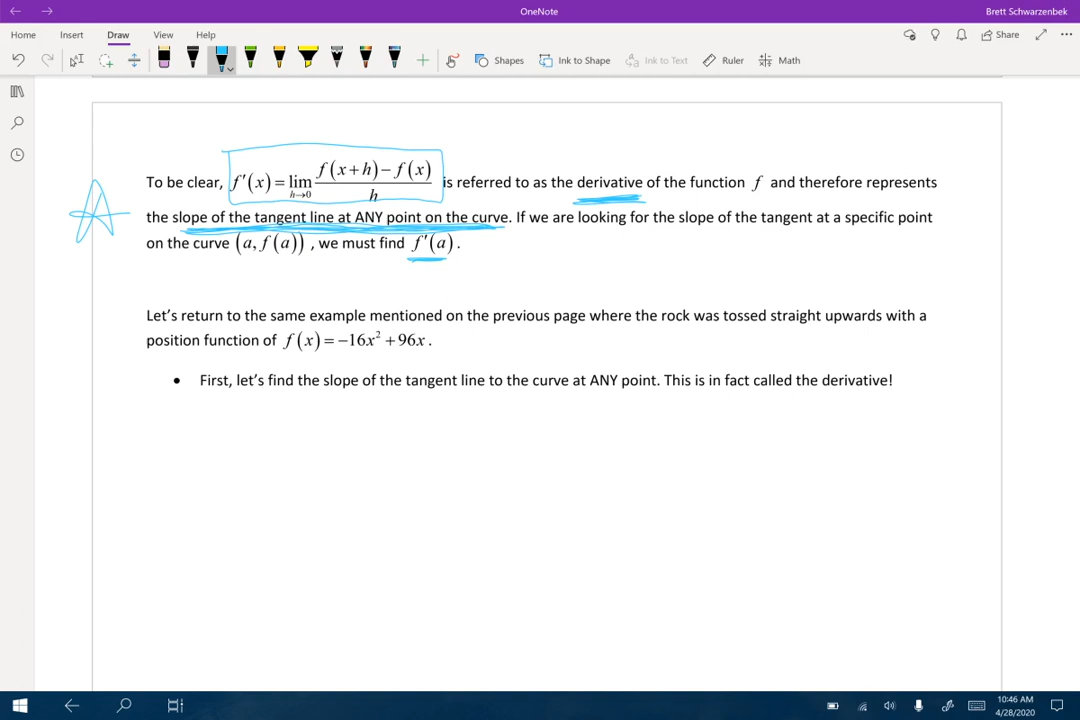 OneNote
Brett Schwarzenbek
Home Insert Draw View Help
Share
Shapes Ink to Shape Ink to Text Ruler Math
To be clear, f'(x) = lim h→0 f(x+h) − f(x) / h is referred to as the derivative of the function f and therefore represents
the slope of the tangent line at ANY point on the curve. If we are looking for the slope of the tangent at a specific point
on the curve (a, f(a)), we must find f'(a).
Let's return to the same example mentioned on the previous page where the rock was tossed straight upwards with a
position function of f(x) = −16x² + 96x.
• First, let's find the slope of the tangent line to the curve at ANY point. This is in fact called the derivative!
10:46 AM
4/28/2020